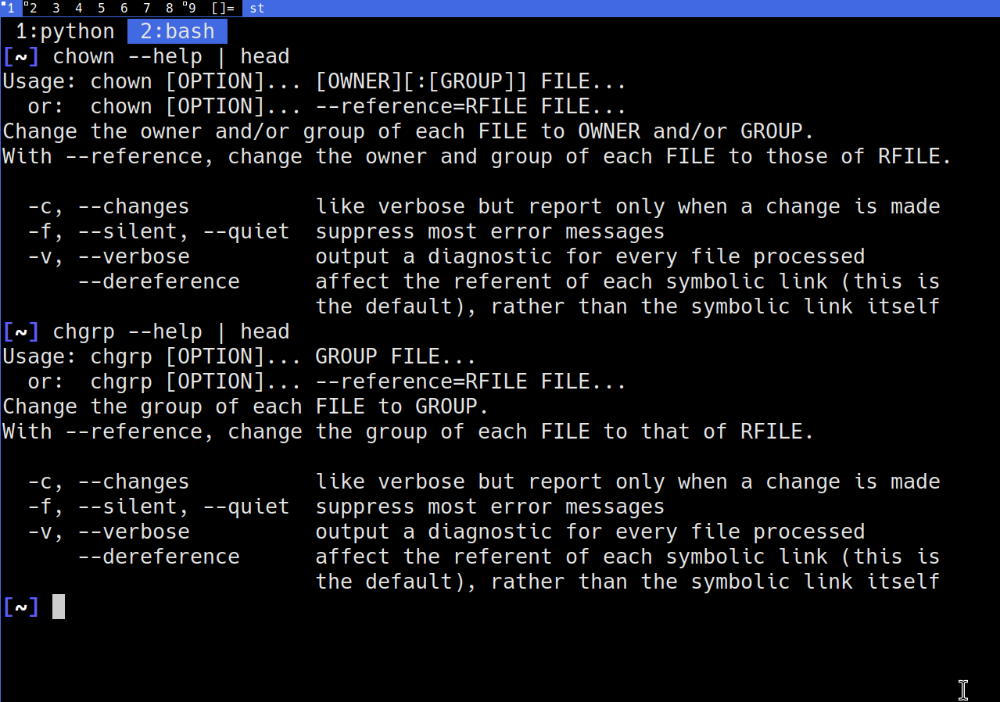 1 2 3 4 5 6 7 8 9 []= st
1:python 2:bash
[~] chown --help | head
Usage: chown [OPTION]... [OWNER][:[GROUP]] FILE...
  or:  chown [OPTION]... --reference=RFILE FILE...
Change the owner and/or group of each FILE to OWNER and/or GROUP.
With --reference, change the owner and group of each FILE to those of RFILE.

  -c, --changes          like verbose but report only when a change is made
  -f, --silent, --quiet  suppress most error messages
  -v, --verbose          output a diagnostic for every file processed
      --dereference      affect the referent of each symbolic link (this is
                         the default), rather than the symbolic link itself
[~] chgrp --help | head
Usage: chgrp [OPTION]... GROUP FILE...
  or:  chgrp [OPTION]... --reference=RFILE FILE...
Change the group of each FILE to GROUP.
With --reference, change the group of each FILE to that of RFILE.

  -c, --changes          like verbose but report only when a change is made
  -f, --silent, --quiet  suppress most error messages
  -v, --verbose          output a diagnostic for every file processed
      --dereference      affect the referent of each symbolic link (this is
                         the default), rather than the symbolic link itself
[~]